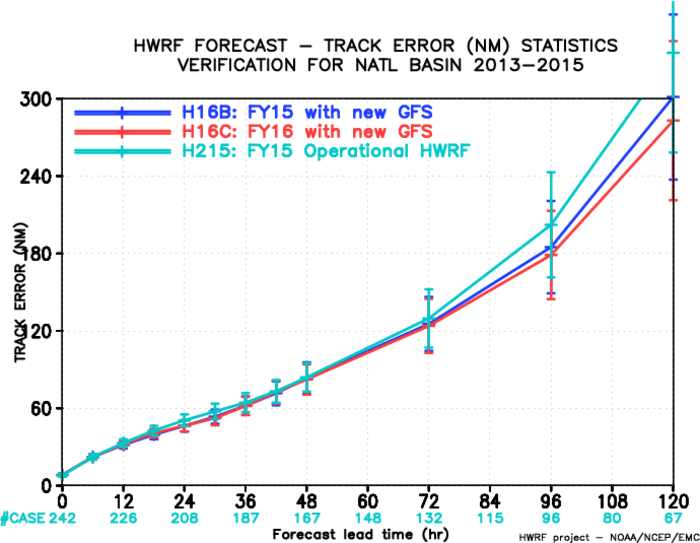 HWRF FORECAST – TRACK ERROR (NM) STATISTICS
VERIFICATION FOR NATL BASIN 2013–2015
H16B: FY15 with new GFS
H16C: FY16 with new GFS
H215: FY15 Operational HWRF
TRACK ERROR (NM)
300
240
180
120
60
0
0 12 24 36 48 60 72 84 96 108 120
#CASE 242 226 208 187 167 148 132 115 96 80 67
Forecast lead time (hr)
HWRF project – NOAA/NCEP/EMC